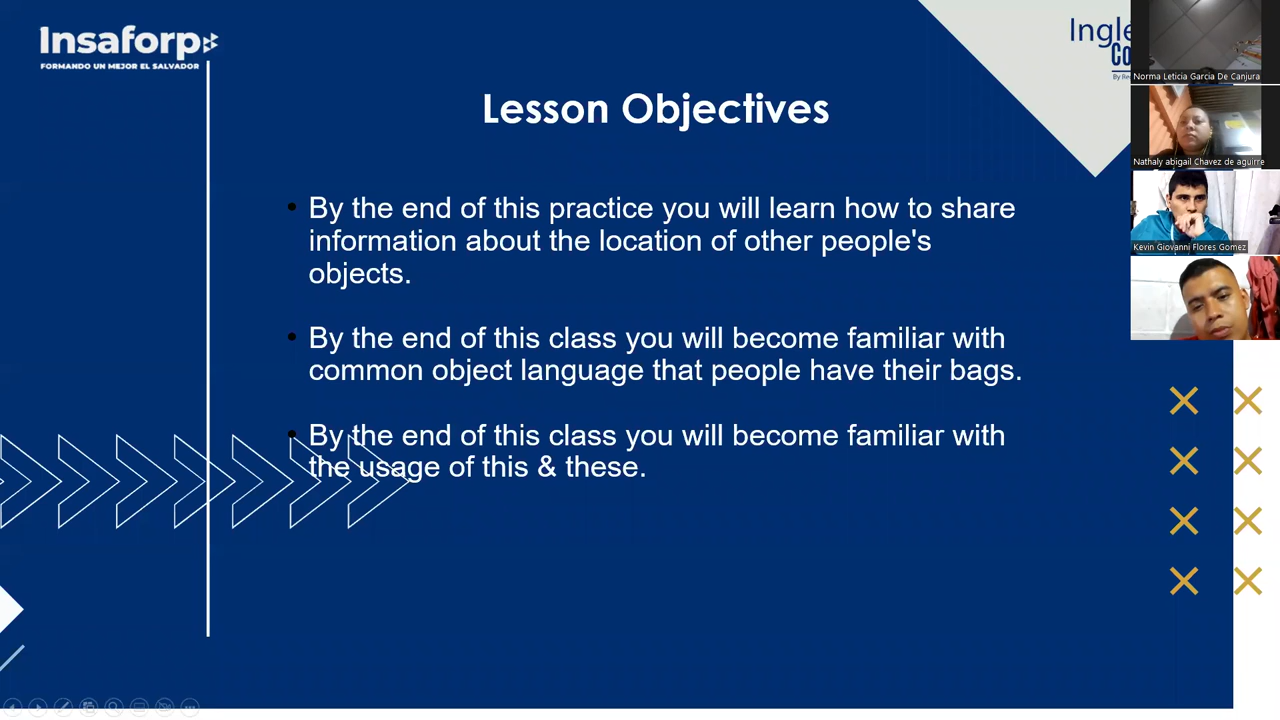 Insaforp
FORMANDO UN MEJOR EL SALVADOR
Lesson Objectives
• By the end of this practice you will learn how to share
information about the location of other people's
objects.
• By the end of this class you will become familiar with
common object language that people have their bags.
• By the end of this class you will become familiar with
the usage of this & these.
Norma Leticia Garcia De Canjura
Nathaly abigail Chavez de aguirre
Kevin Giovanni Flores Gomez